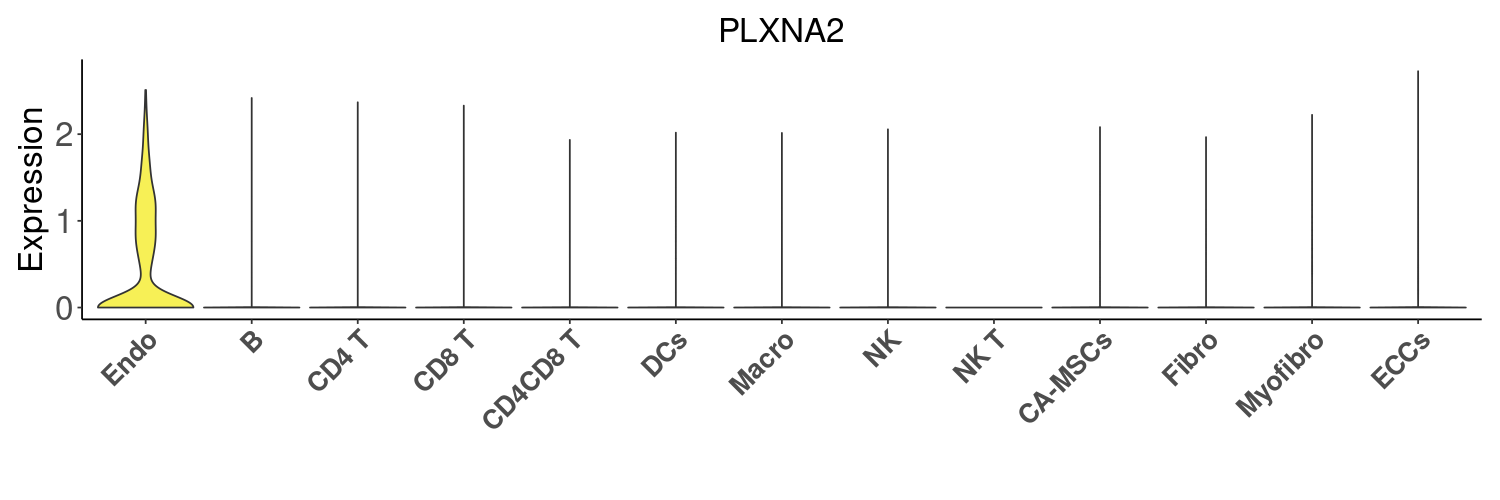 PLXNA2
Expression
2
1
0
Endo
B
CD4 T
CD8 T
CD4CD8 T
DCs
Macro
NK
NK T
CA-MSCs
Fibro
Myofibro
ECCs